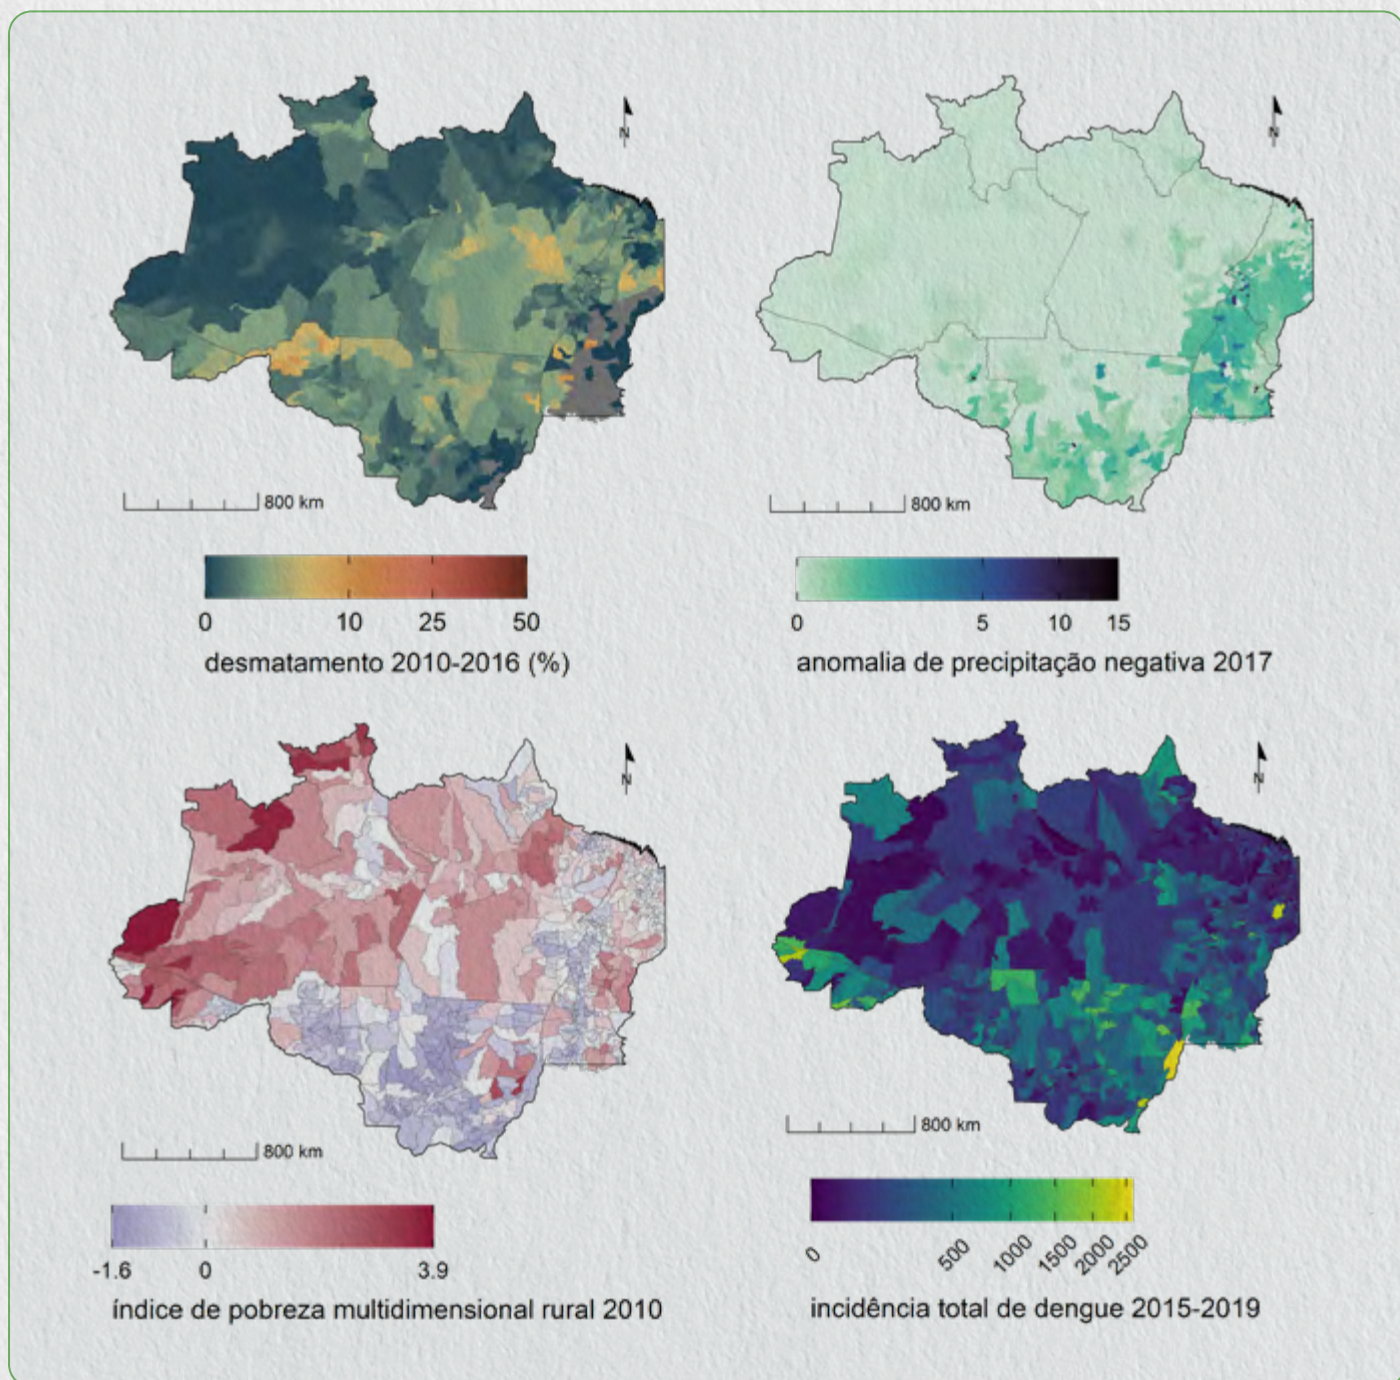 N
N
800 km
800 km
0 10 25 50
0 5 10 15
desmatamento 2010-2016 (%)
anomalia de precipitação negativa 2017
N
N
800 km
800 km
-1.6 0 3.9
0 500 1000 1500 2000 2500
índice de pobreza multidimensional rural 2010
incidência total de dengue 2015-2019